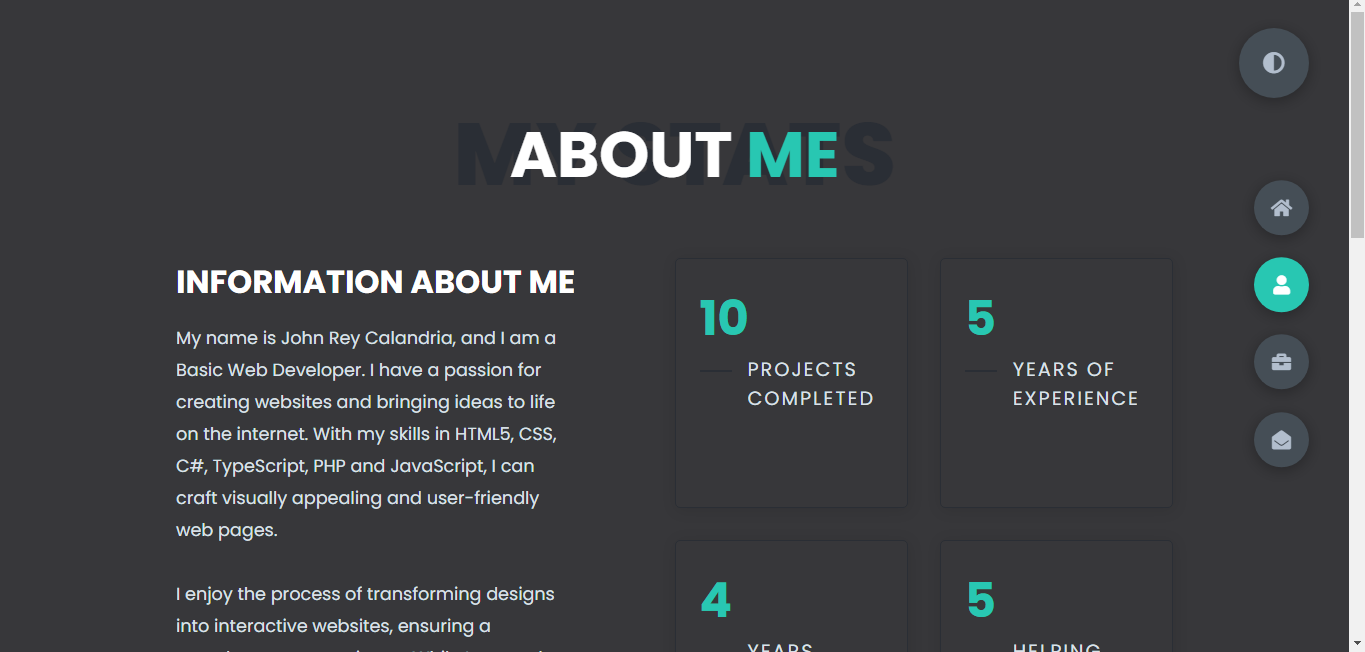 MY STATS
ABOUT ME
INFORMATION ABOUT ME
My name is John Rey Calandria, and I am a
Basic Web Developer. I have a passion for
creating websites and bringing ideas to life
on the internet. With my skills in HTML5, CSS,
C#, TypeScript, PHP and JavaScript, I can
craft visually appealing and user-friendly
web pages.
I enjoy the process of transforming designs
into interactive websites, ensuring a
10
PROJECTS
COMPLETED
5
YEARS OF
EXPERIENCE
4
YEARS
5
HELPING